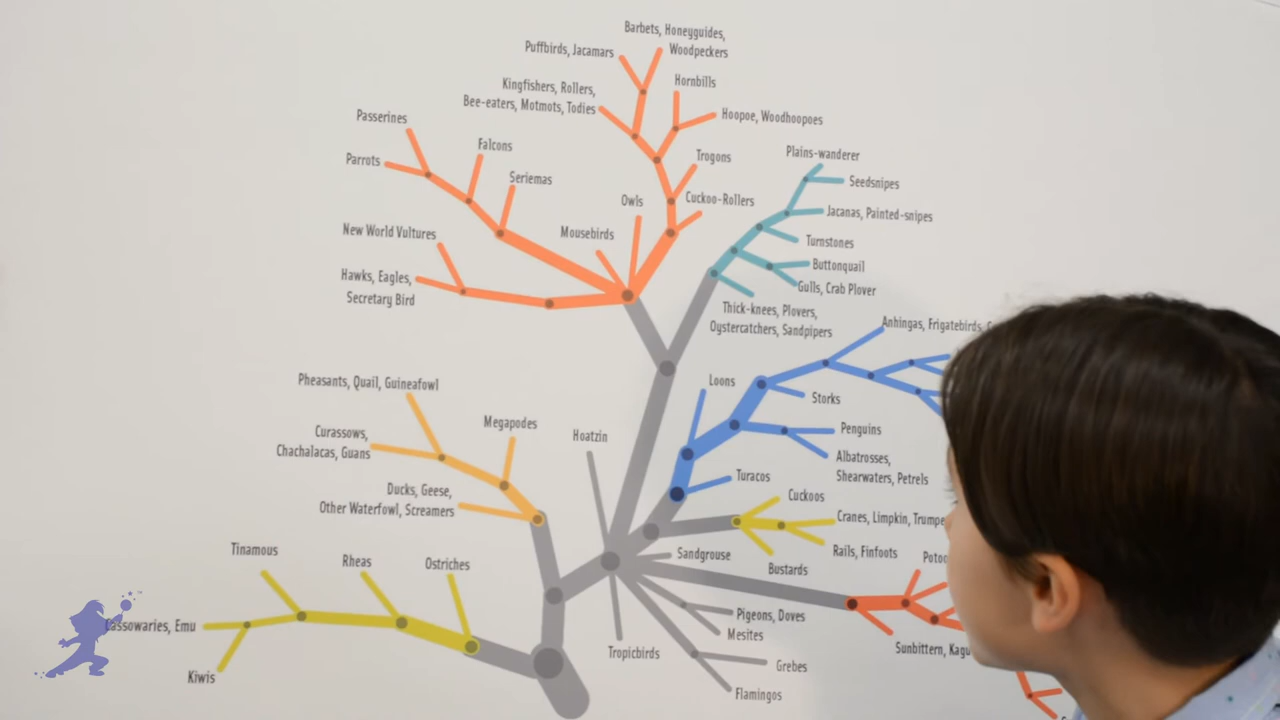 Barbets, Honeyguides,
Woodpeckers
Puffbirds, Jacamars
Hornbills
Kingfishers, Rollers,
Bee-eaters, Motmots, Todies
Hoopoe, Woodhoopoes
Passerines
Falcons
Parrots
Seriemas
Trogons
Plains-wanderer
Seedsnipes
Owls
Cuckoo-Rollers
Jacanas, Painted-snipes
New World Vultures
Mousebirds
Turnstones
Buttonquail
Hawks, Eagles,
Secretary Bird
Gulls, Crab Plover
Thick-knees, Plovers,
Oystercatchers, Sandpipers
Anhingas, Frigatebirds,
Pheasants, Quail, Guineafowl
Loons
Storks
Megapodes
Hoatzin
Penguins
Curassows,
Chachalacas, Guans
Albatrosses,
Shearwaters, Petrels
Turacos
Ducks, Geese,
Other Waterfowl, Screamers
Cuckoos
Cranes, Limpkin,
Sandgrouse
Rails, Finfoots
Bustards
Tinamous
Rheas
Ostriches
Pigeons, Doves
Mesites
Cassowaries, Emu
Tropicbirds
Sunbittern,
Grebes
Kiwis
Flamingos